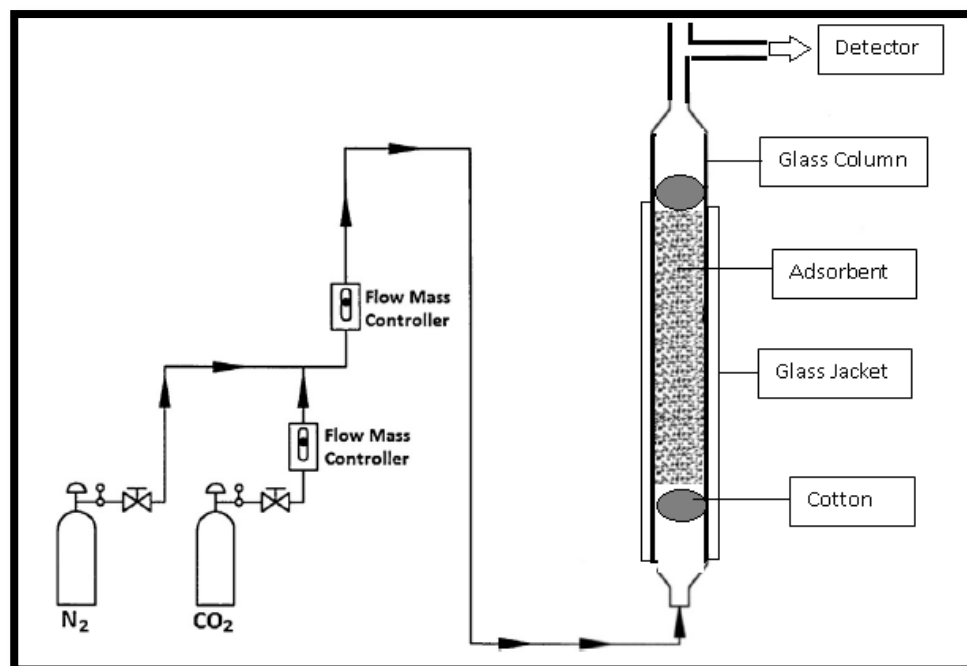 Detector
Glass Column
Adsorbent
Flow Mass
Controller
Glass Jacket
Flow Mass
Controller
Cotton
N₂
CO₂